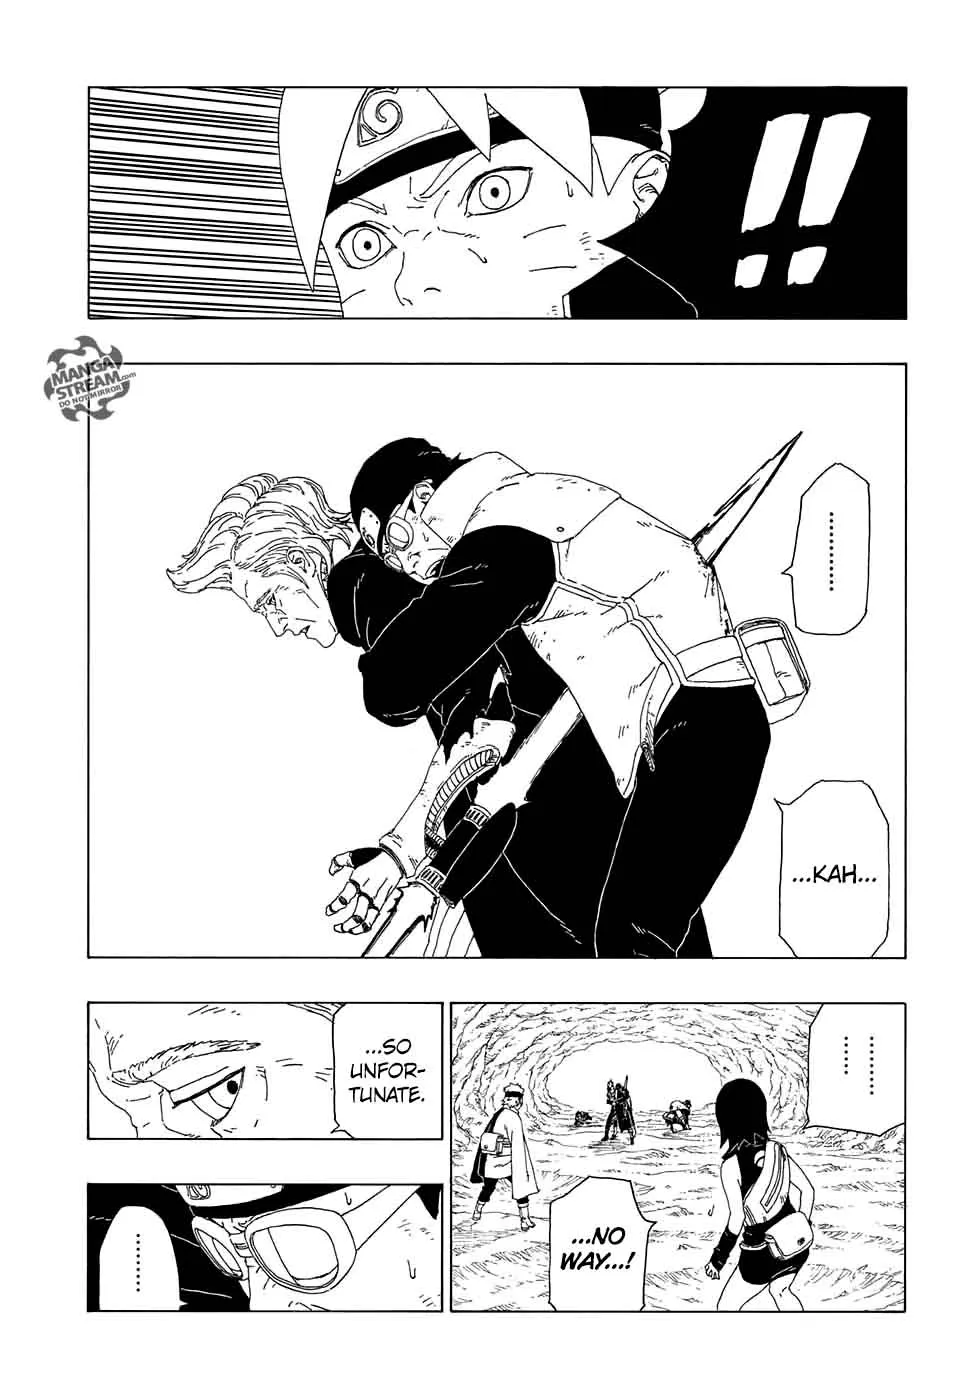 !!
MANGA
STREAM.com
DO NOT MIRROR
..........
...KAH...
...SO
UNFOR-
TUNATE.
.......
.......
...NO
WAY...!
........